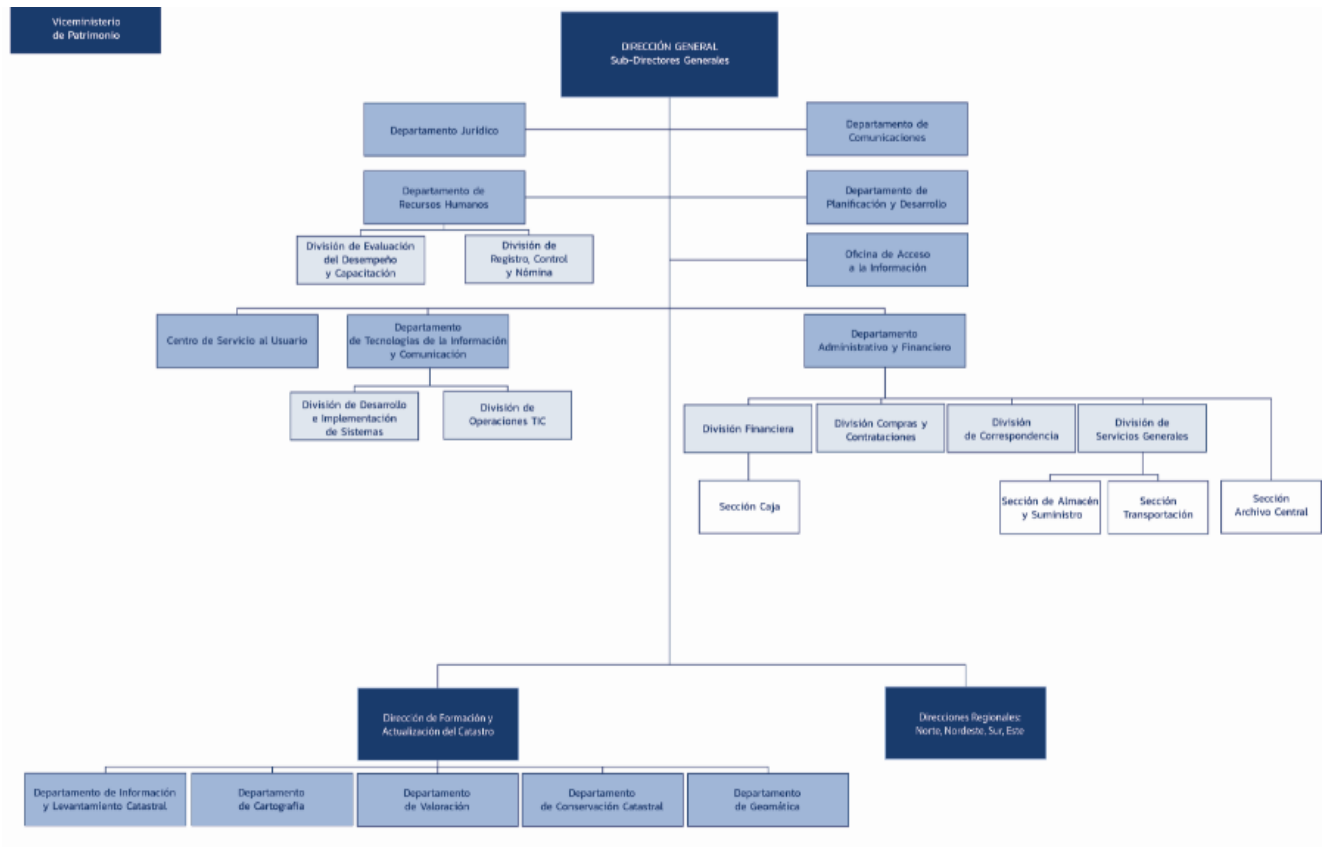 Viceministerio
de Patrimonio
DIRECCIÓN GENERAL
Sub-Directores Generales
Departamento Jurídico
Departamento de
Comunicaciones
Departamento de
Recursos Humanos
Departamento de
Planificación y Desarrollo
División de Evaluación
del Desempeño
y Capacitación
División de
Registro, Control
y Nómina
Oficina de Acceso
a la Información
Centro de Servicio al Usuario
Departamento
de Tecnologías de la Información
y Comunicación
Departamento
Administrativo y Financiero
División de Desarrollo
e Implementación
de Sistemas
División de
Operaciones TIC
División Financiera
División Compras y
Contrataciones
División
de Correspondencia
División de
Servicios Generales
Sección Caja
Sección de Almacén
y Suministro
Sección
Transportación
Sección
Archivo Central
Dirección de Formación y
Actualización del Catastro
Direcciones Regionales:
Norte, Nordeste, Sur, Este
Departamento de Información
y Levantamiento Catastral
Departamento
de Cartografía
Departamento
de Valoración
Departamento
de Conservación Catastral
Departamento
de Geomática